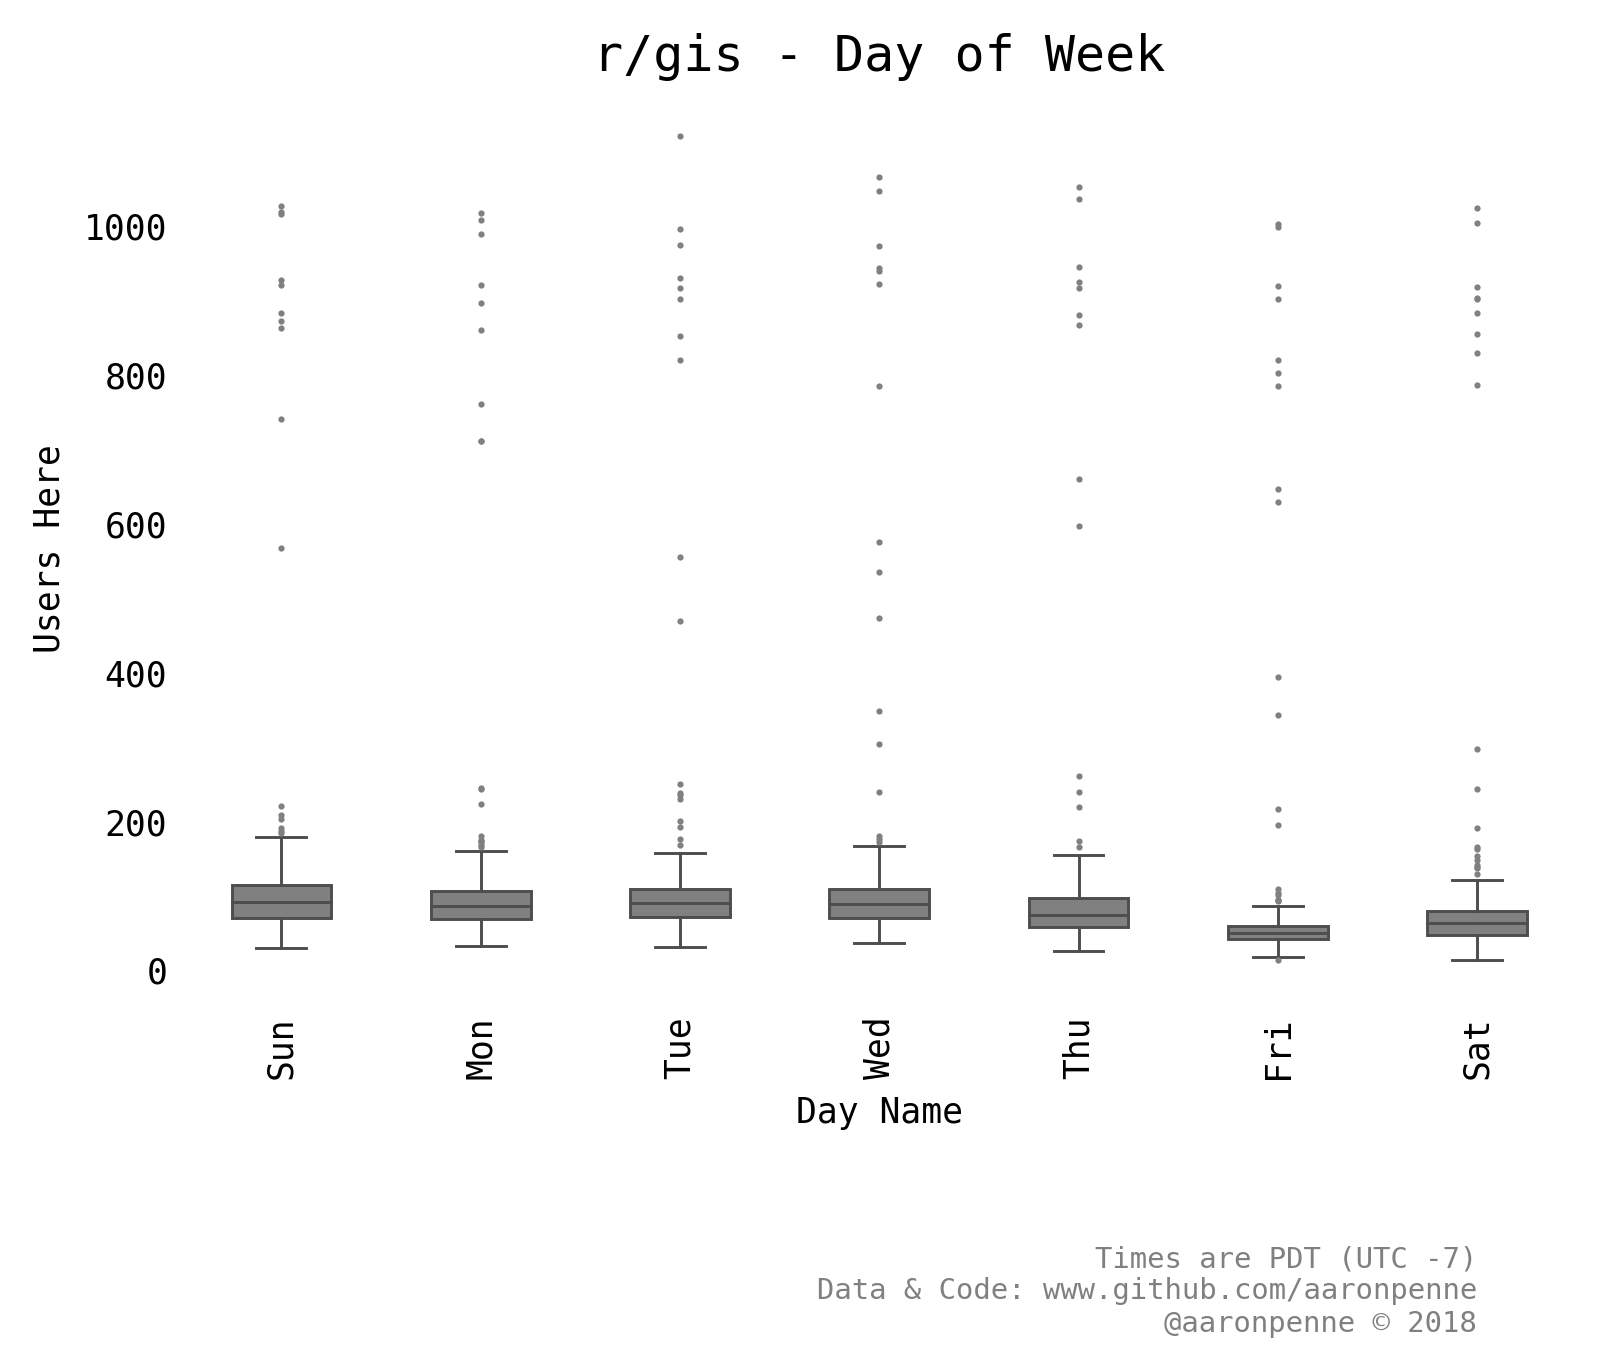 r/gis - Day of Week
Users Here
1000
800
600
400
200
0
Sun
Mon
Tue
Wed
Thu
Fri
Sat
Day Name
Times are PDT (UTC -7)
Data & Code: www.github.com/aaronpenne
@aaronpenne © 2018